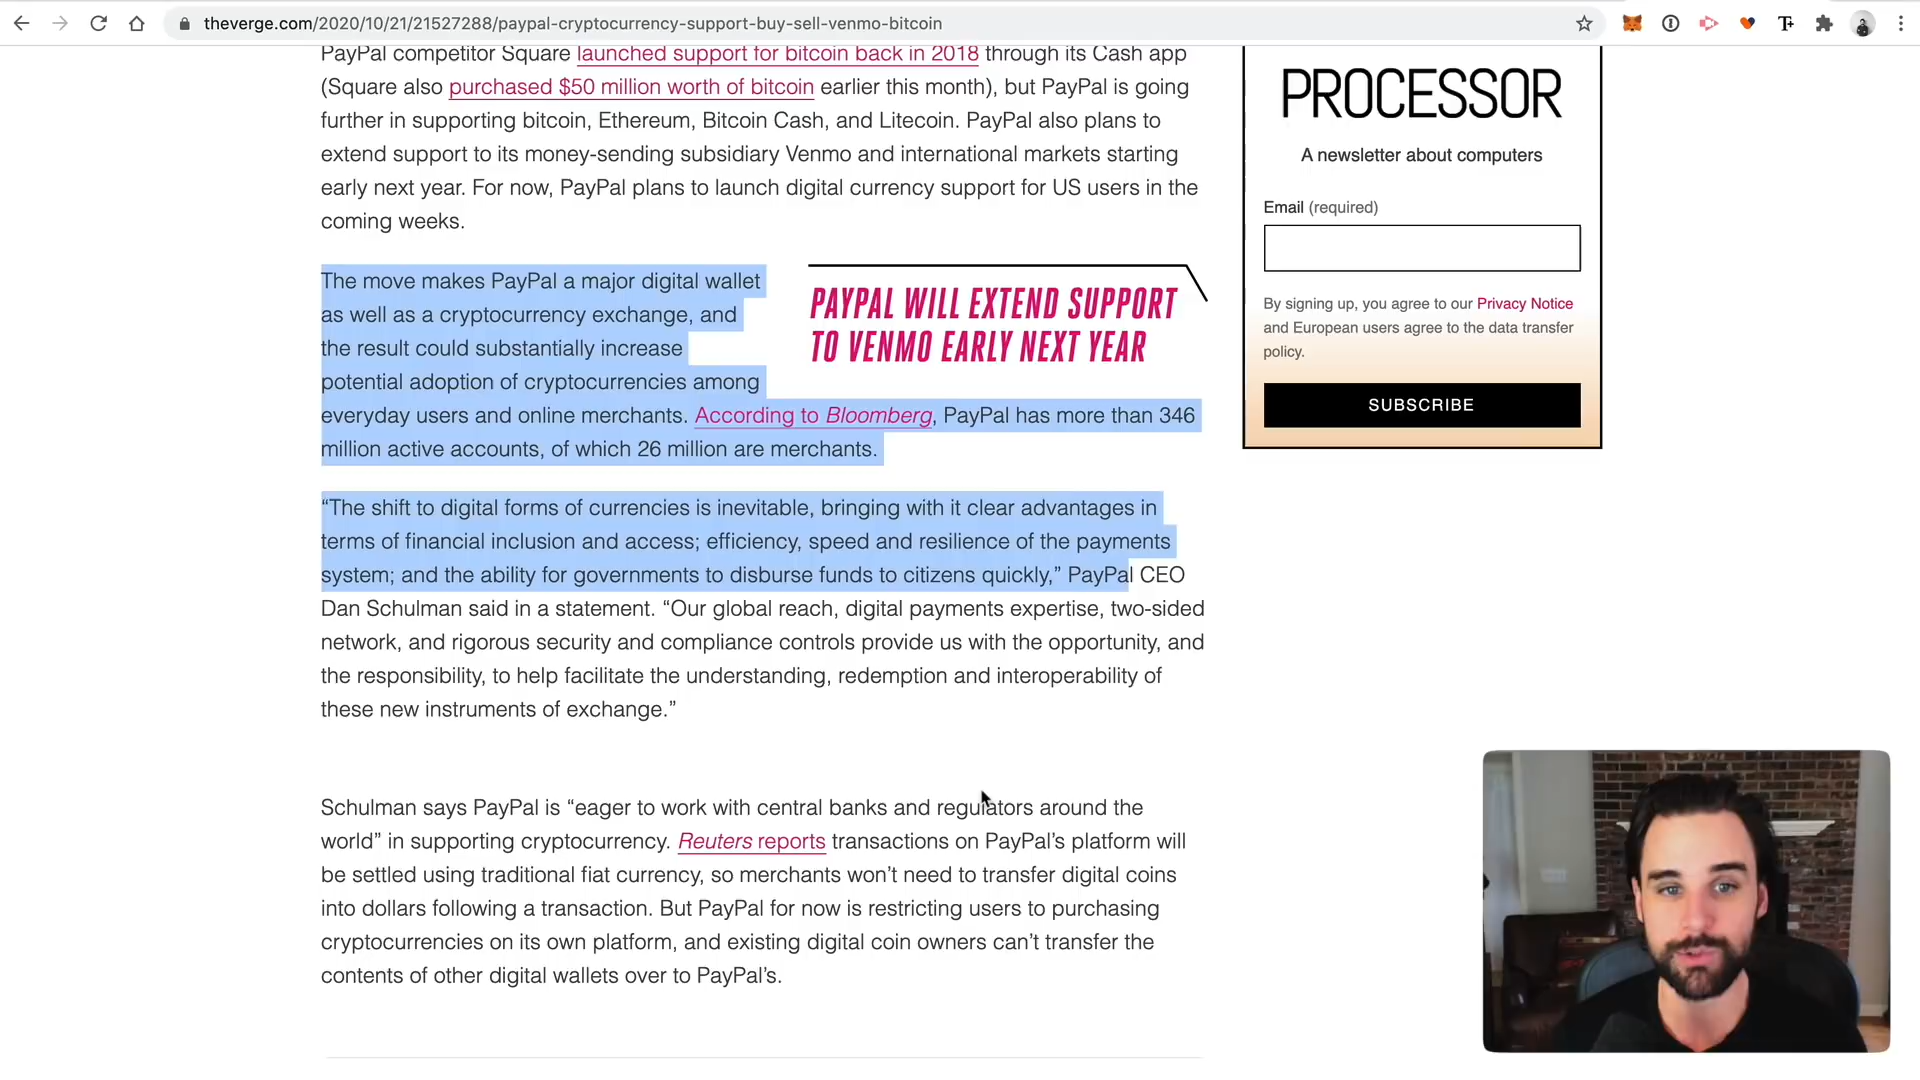 theverge.com/2020/10/21/21527288/paypal-cryptocurrency-support-buy-sell-venmo-bitcoin
PayPal competitor Square launched support for bitcoin back in 2018 through its Cash app
(Square also purchased $50 million worth of bitcoin earlier this month), but PayPal is going
further in supporting bitcoin, Ethereum, Bitcoin Cash, and Litecoin. PayPal also plans to
extend support to its money-sending subsidiary Venmo and international markets starting
early next year. For now, PayPal plans to launch digital currency support for US users in the
coming weeks.
The move makes PayPal a major digital wallet
as well as a cryptocurrency exchange, and
the result could substantially increase
potential adoption of cryptocurrencies among
everyday users and online merchants. According to Bloomberg, PayPal has more than 346
million active accounts, of which 26 million are merchants.
PAYPAL WILL EXTEND SUPPORT
TO VENMO EARLY NEXT YEAR
“The shift to digital forms of currencies is inevitable, bringing with it clear advantages in
terms of financial inclusion and access; efficiency, speed and resilience of the payments
system; and the ability for governments to disburse funds to citizens quickly,” PayPal CEO
Dan Schulman said in a statement. “Our global reach, digital payments expertise, two-sided
network, and rigorous security and compliance controls provide us with the opportunity, and
the responsibility, to help facilitate the understanding, redemption and interoperability of
these new instruments of exchange.”
Schulman says PayPal is “eager to work with central banks and regulators around the
world” in supporting cryptocurrency. Reuters reports transactions on PayPal’s platform will
be settled using traditional fiat currency, so merchants won’t need to transfer digital coins
into dollars following a transaction. But PayPal for now is restricting users to purchasing
cryptocurrencies on its own platform, and existing digital coin owners can’t transfer the
contents of other digital wallets over to PayPal’s.
PROCESSOR
A newsletter about computers
Email (required)
By signing up, you agree to our Privacy Notice
and European users agree to the data transfer
policy.
SUBSCRIBE